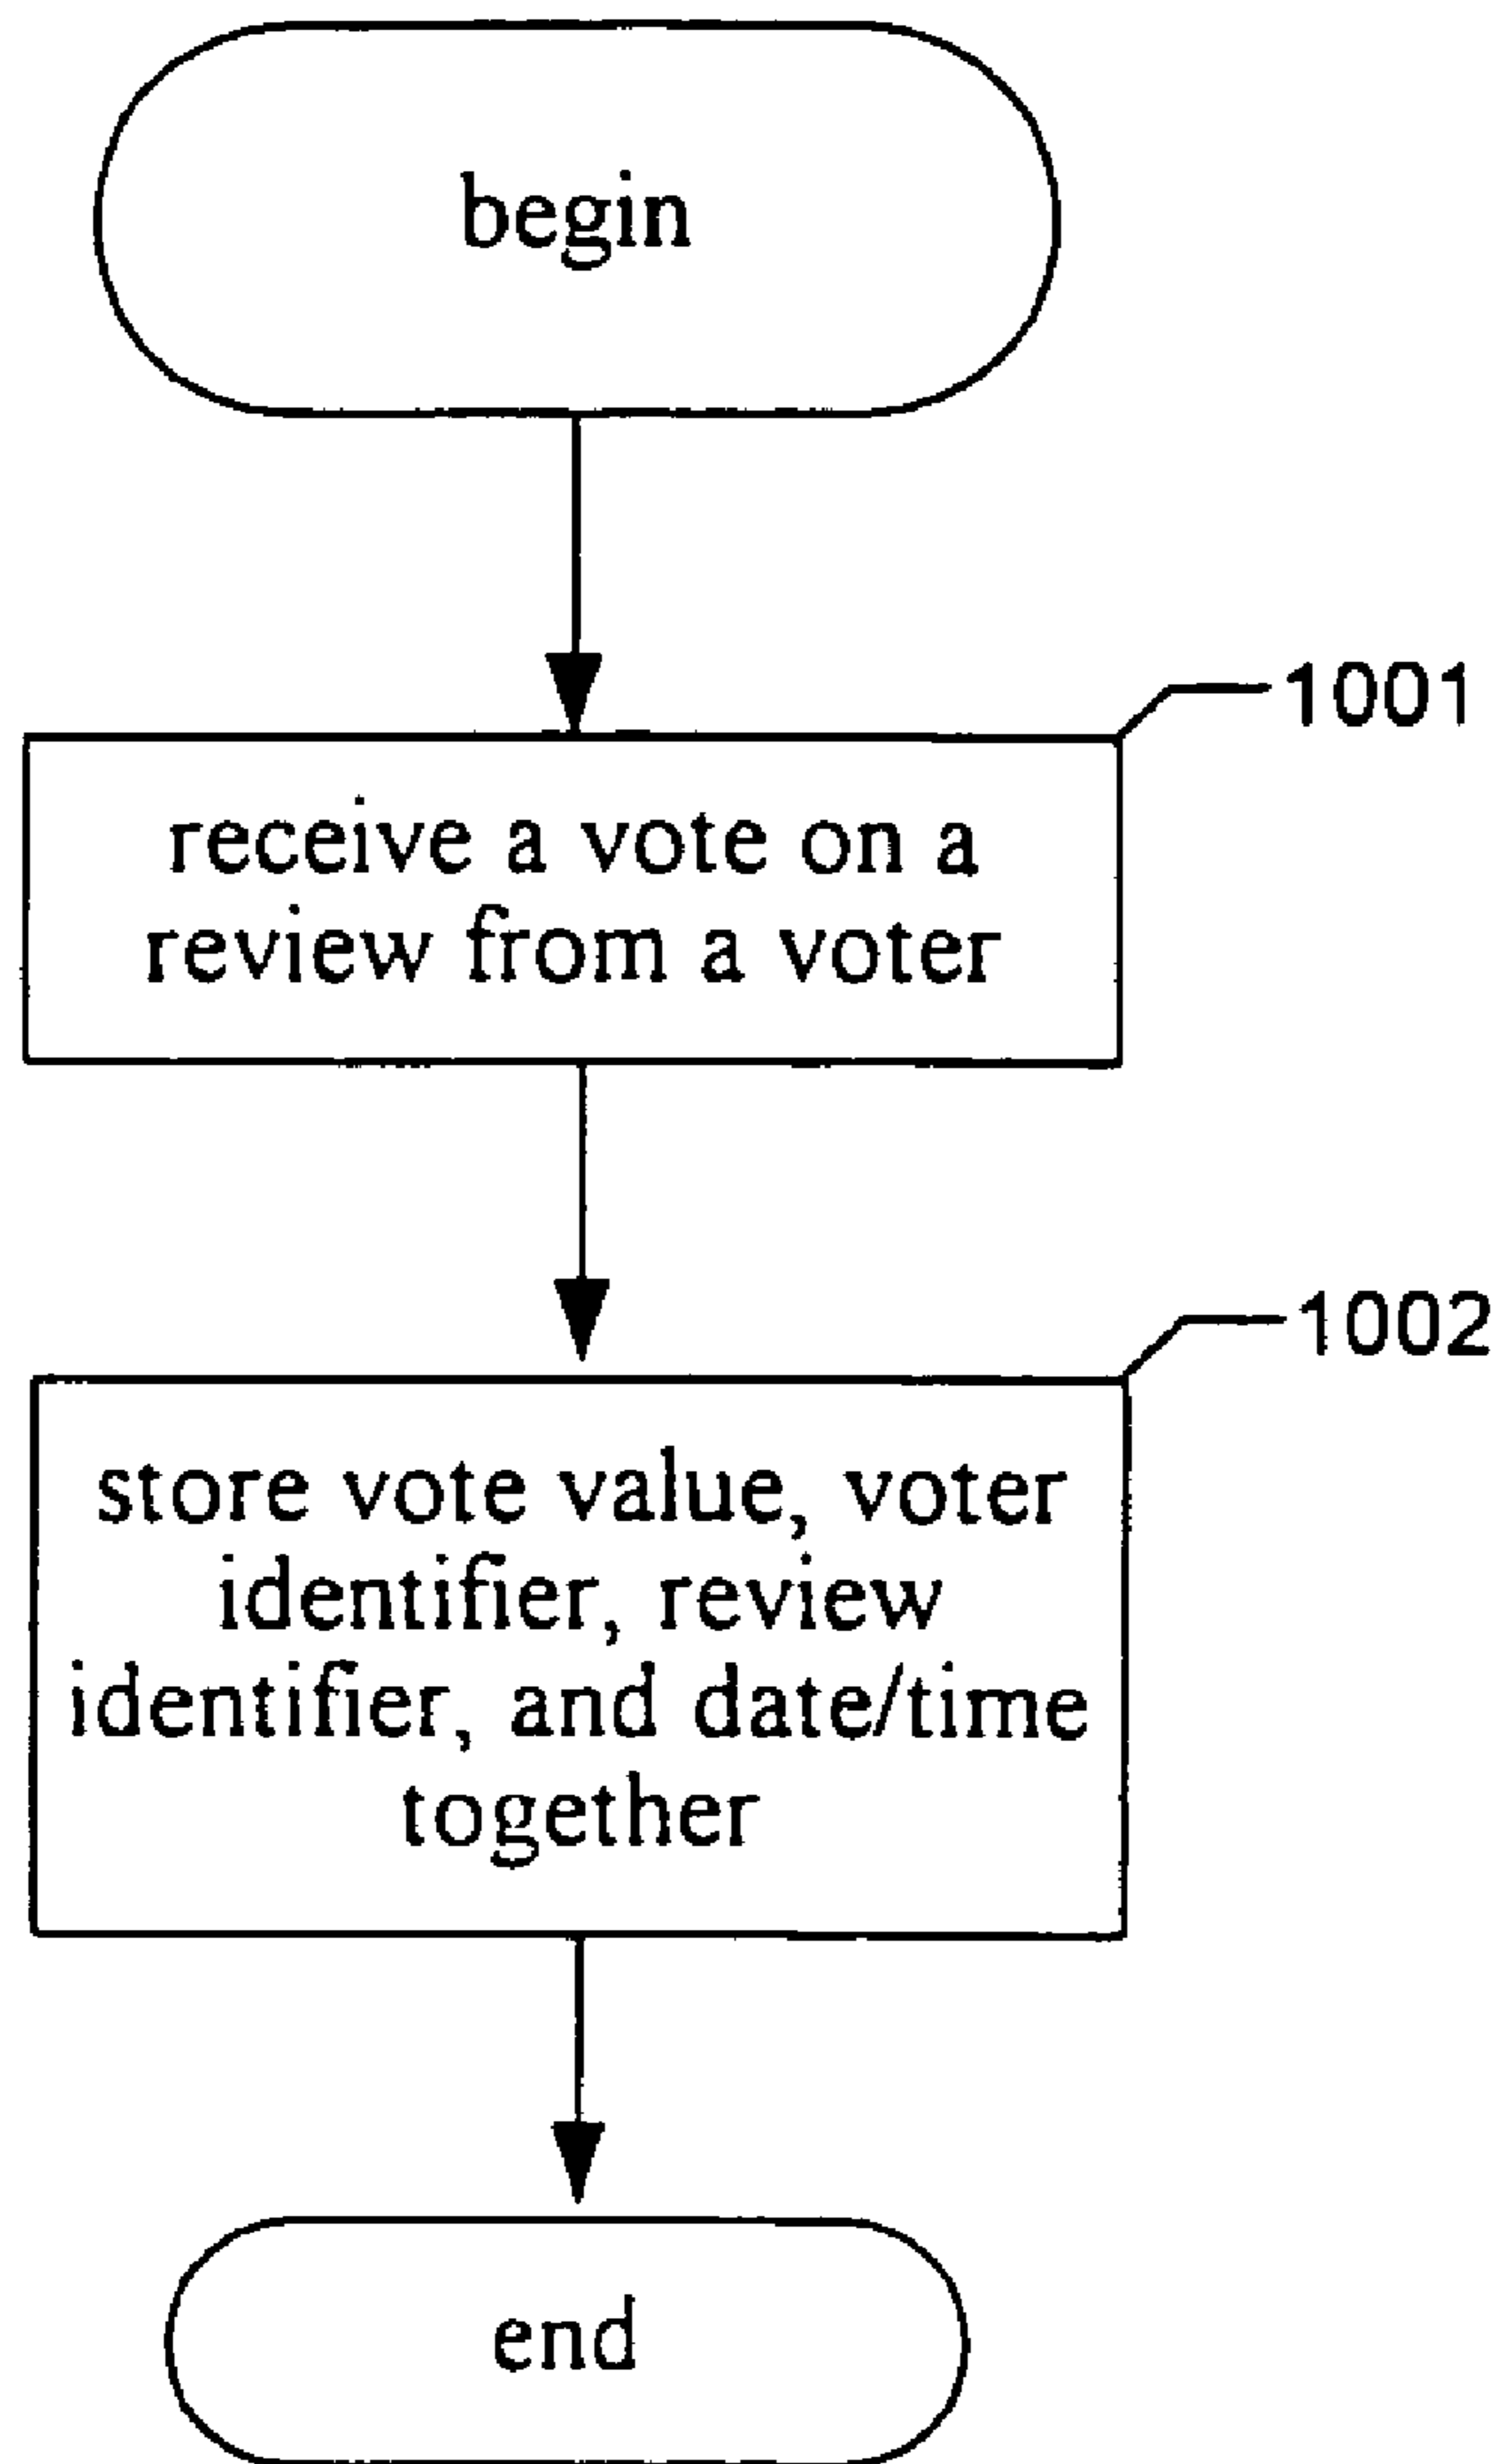 begin
1001
receive a vote on a
review from a voter
1002
store vote value, voter
identifier, review
identifier, and date/time
together
end